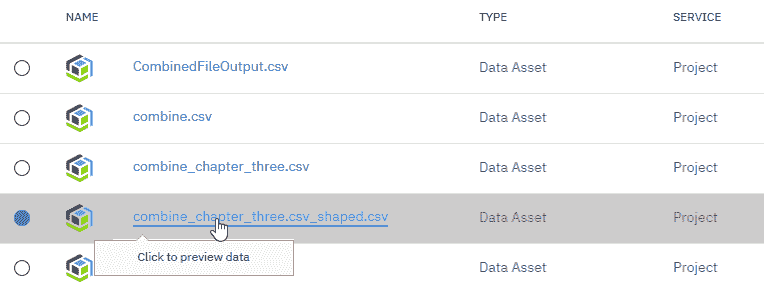 NAME TYPE SERVICE
CombinedFileOutput.csv Data Asset Project
combine.csv Data Asset Project
combine_chapter_three.csv Data Asset Project
combine_chapter_three.csv_shaped.csv Data Asset Project
Click to preview data
Data Asset Project